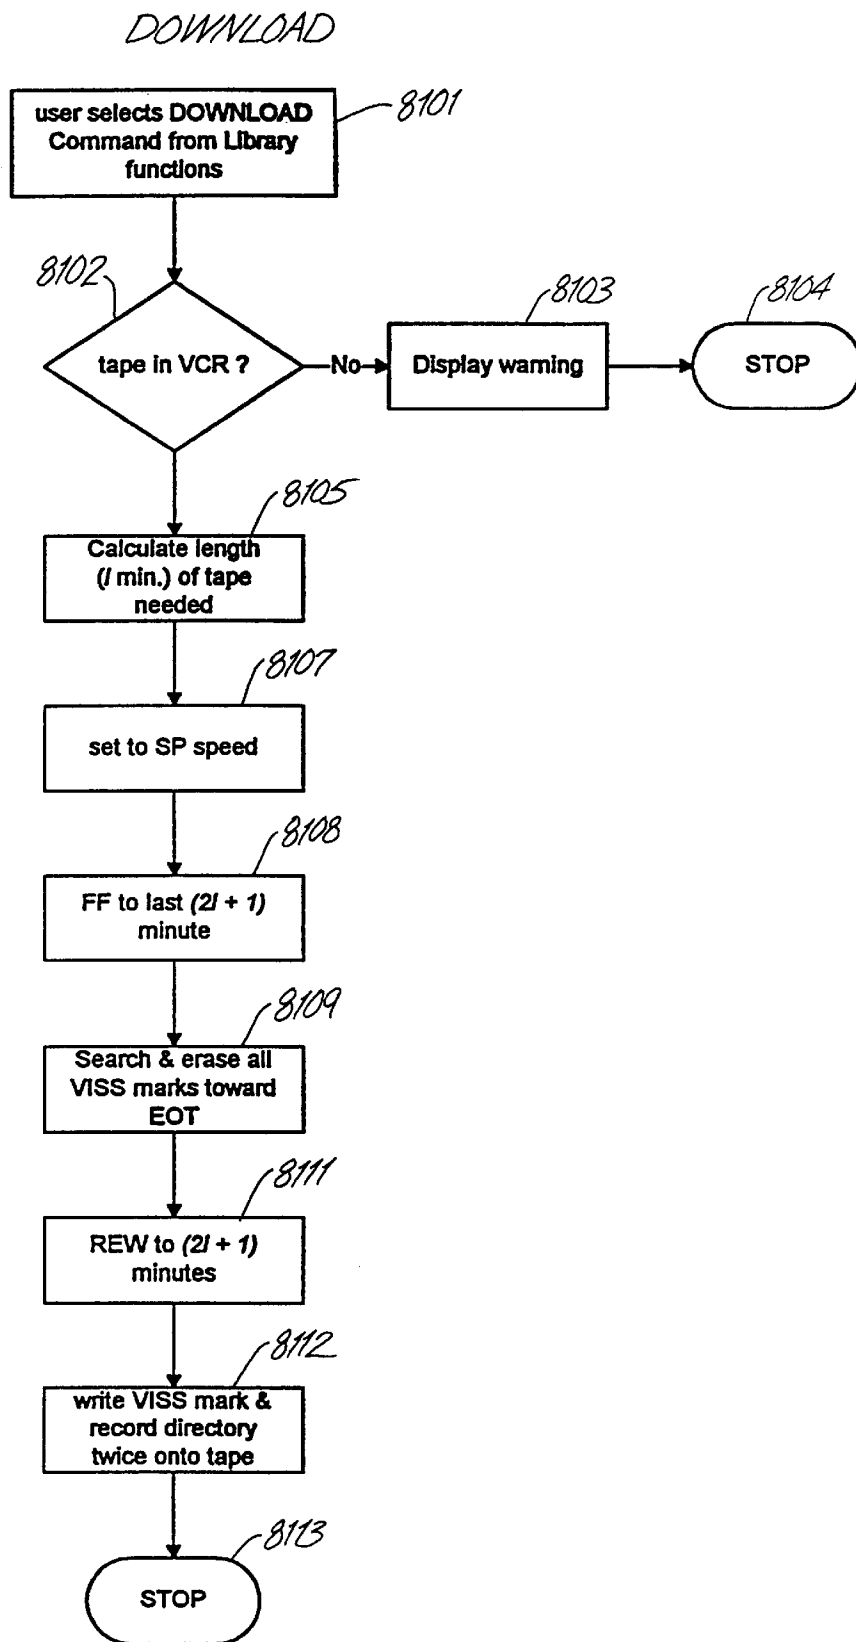 DOWNLOAD
user selects DOWNLOAD
Command from Library
functions
8101
8102
tape in VCR ?
No
8103
Display warning
8104
STOP
8105
Calculate length
(l min.) of tape
needed
8107
set to SP speed
8108
FF to last (2l + 1)
minute
8109
Search & erase all
VISS marks toward
EOT
8111
REW to (2l + 1)
minutes
8112
write VISS mark &
record directory
twice onto tape
8113
STOP